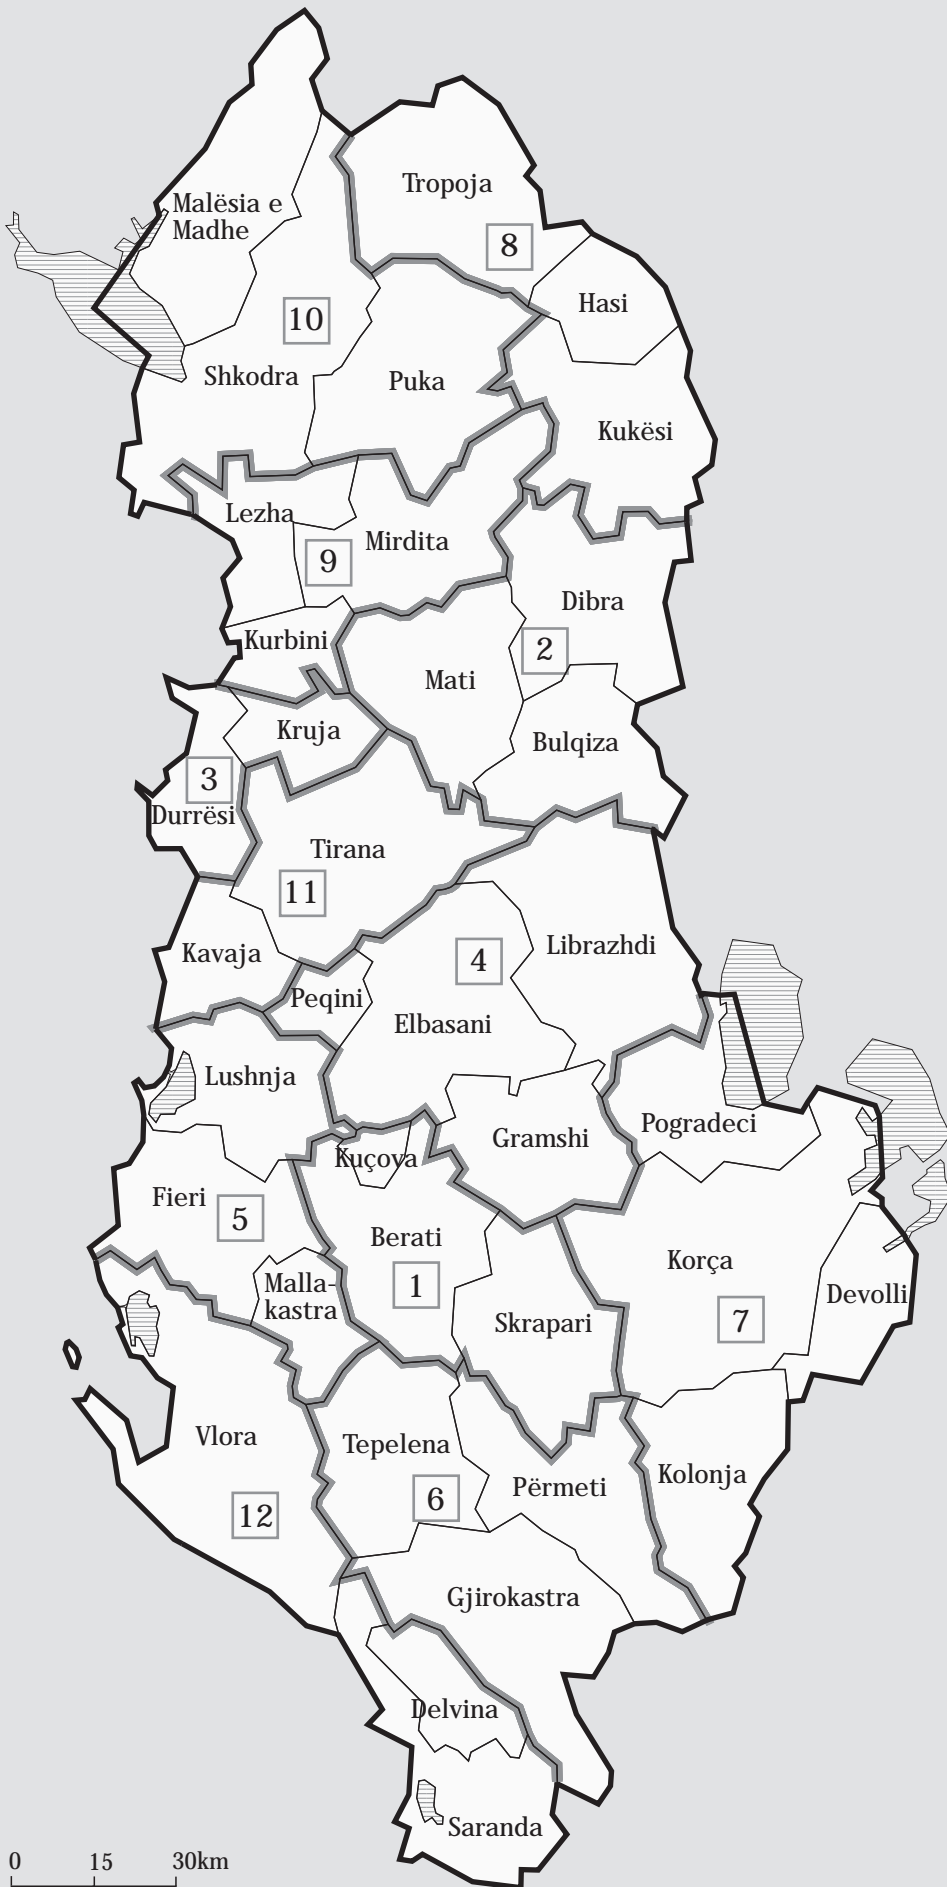 Tropoja
Malësia e
Madhe
8
Hasi
10
Shkodra
Puka
Kukësi
Lezha
Mirdita
9
Dibra
Kurbini
2
Mati
Kruja
Bulqiza
3
Durrësi
Tirana
11
Kavaja
Librazhdi
4
Peqini
Elbasani
Lushnja
Pogradeci
Gramshi
Kuçova
Fieri
5
Berati
Korça
1
Malla-
kastra
Devolli
Skrapari
7
Vlora
Tepelena
Kolonja
Përmeti
6
12
Gjirokastra
Delvina
Saranda
0 15 30km